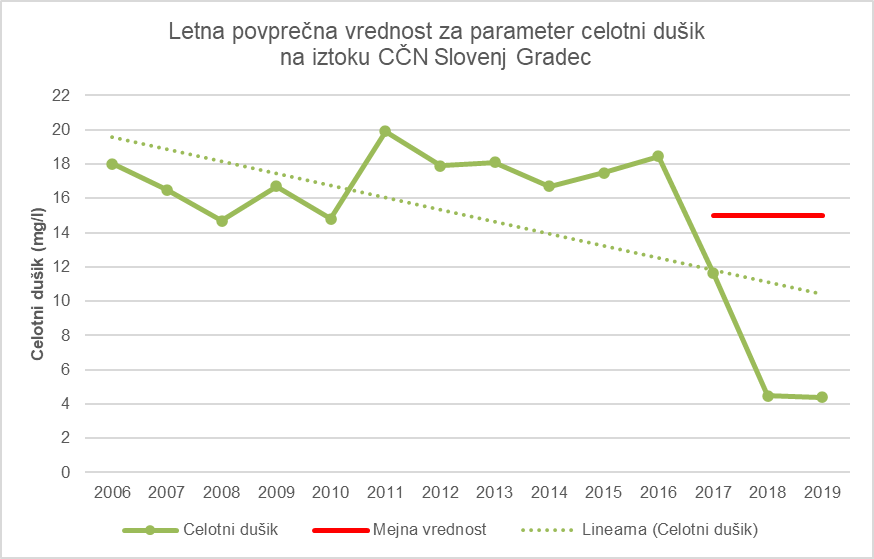 Letna povprečna vrednost za parameter celotni dušik
na iztoku CČN Slovenj Gradec
Celotni dušik (mg/l)
22
20
18
16
14
12
10
8
6
4
2
0
2006 2007 2008 2009 2010 2011 2012 2013 2014 2015 2016 2017 2018 2019
Celotni dušik Mejna vrednost Linearna (Celotni dušik)